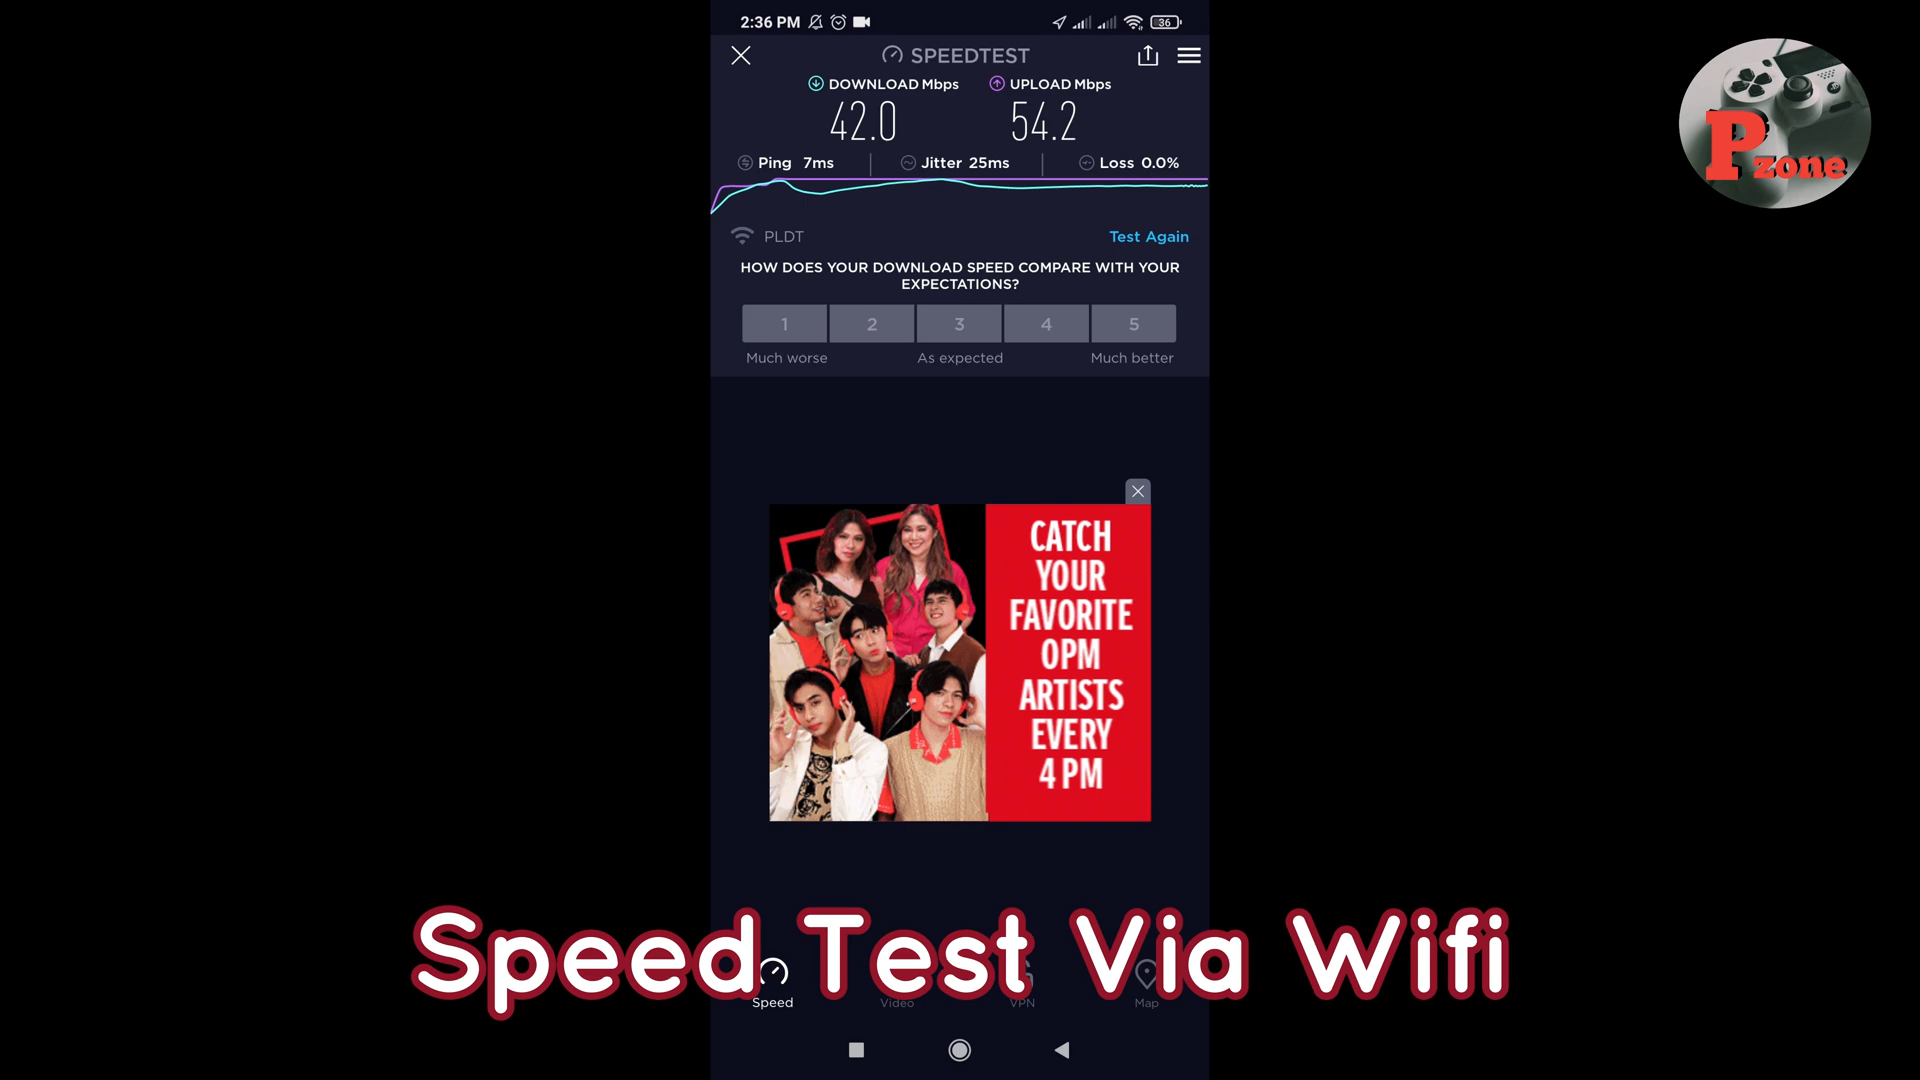 2:36 PM 36
SPEEDTEST
DOWNLOAD Mbps UPLOAD Mbps
42.0 54.2
Ping 7ms Jitter 25ms Loss 0.0%
PLDT Test Again
HOW DOES YOUR DOWNLOAD SPEED COMPARE WITH YOUR
EXPECTATIONS?
1 2 3 4 5
Much worse As expected Much better
CATCH
YOUR
FAVORITE
OPM
ARTISTS
EVERY
4 PM
Speed Test Via Wifi
Speed Video VPN Map
P zone